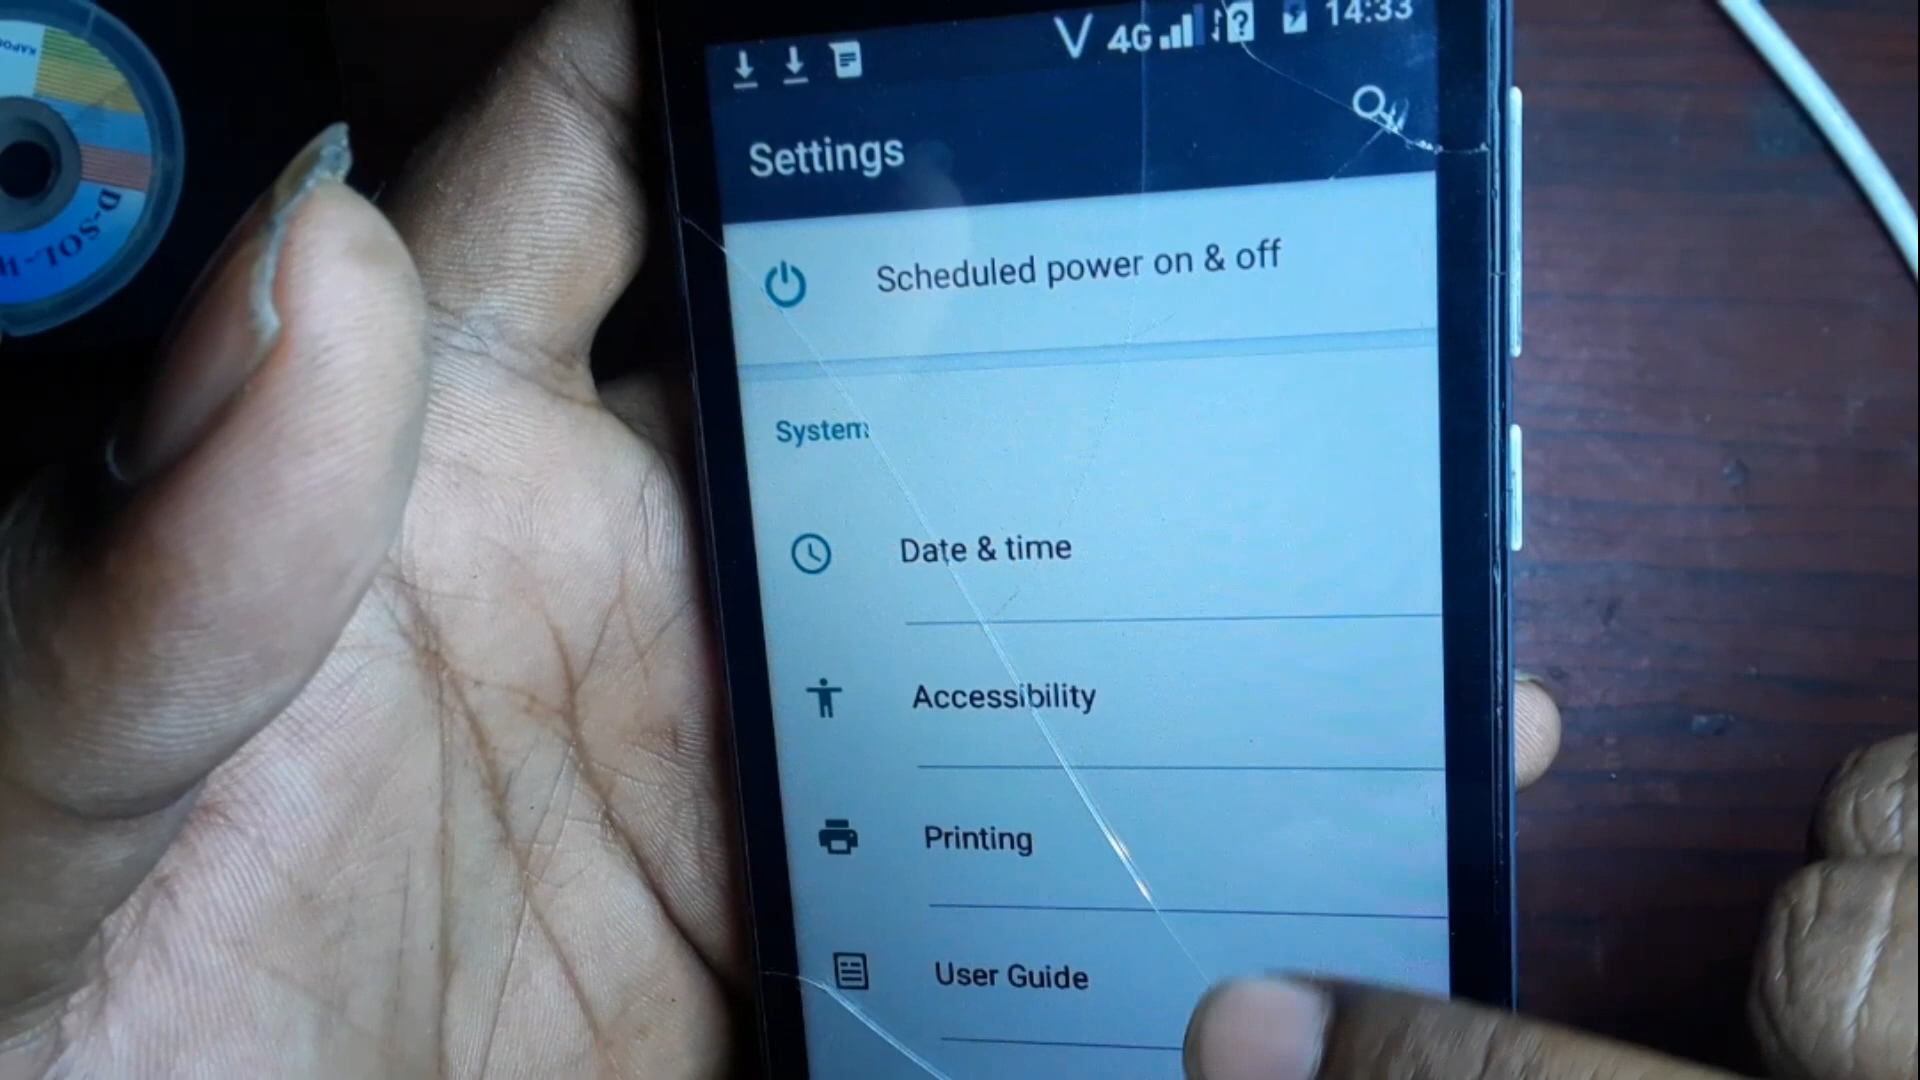 4G 14:33
Settings
Scheduled power on & off
System
Date & time
Accessibility
Printing
User Guide
D-SOL-W